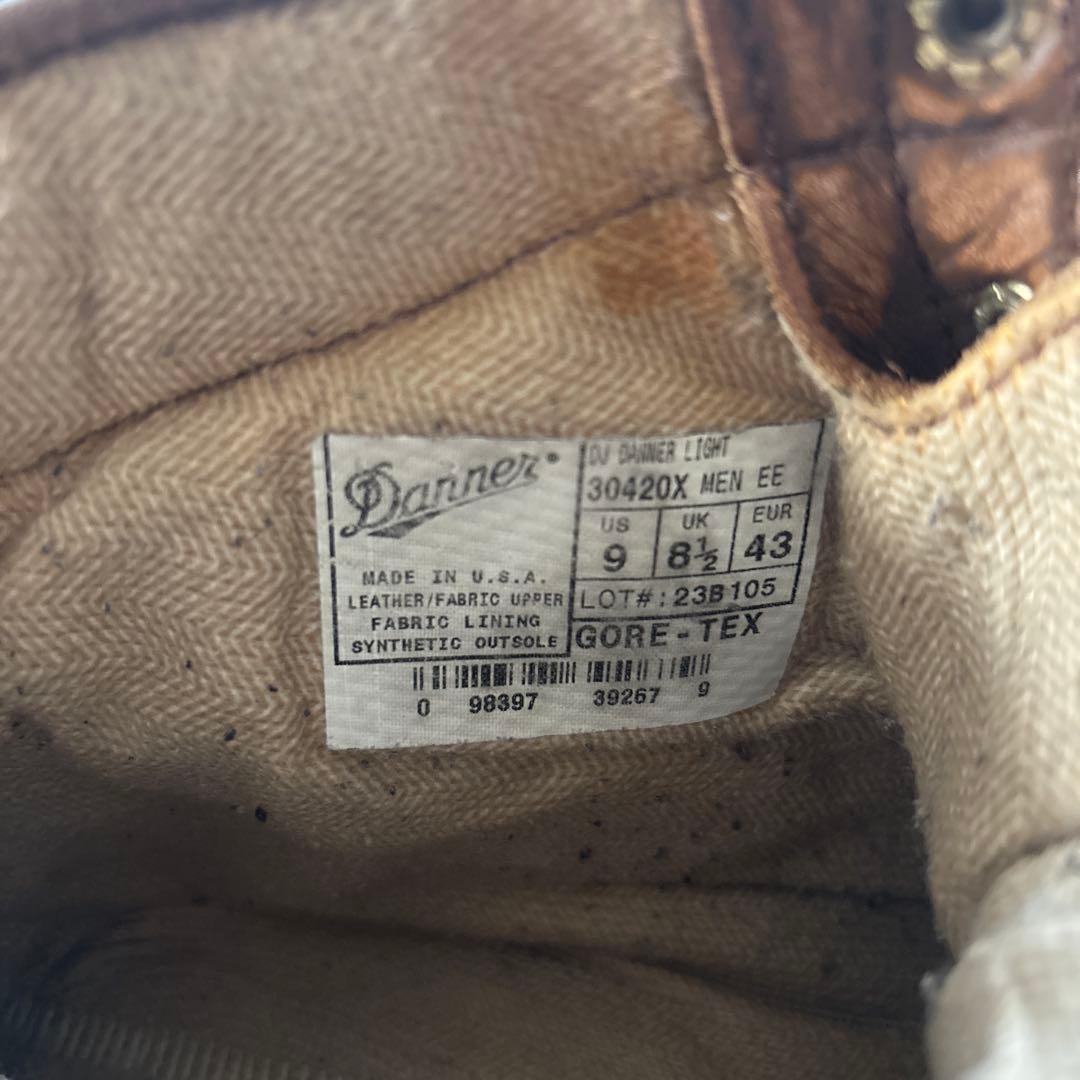 Danner®
MADE IN U.S.A.
LEATHER/FABRIC UPPER
FABRIC LINING
SYNTHETIC OUTSOLE
DJ DANNER LIGHT
30420X MEN EE
US UK EUR
9 8½ 43
LOT#:23B105
GORE-TEX
0 98397 39267 9